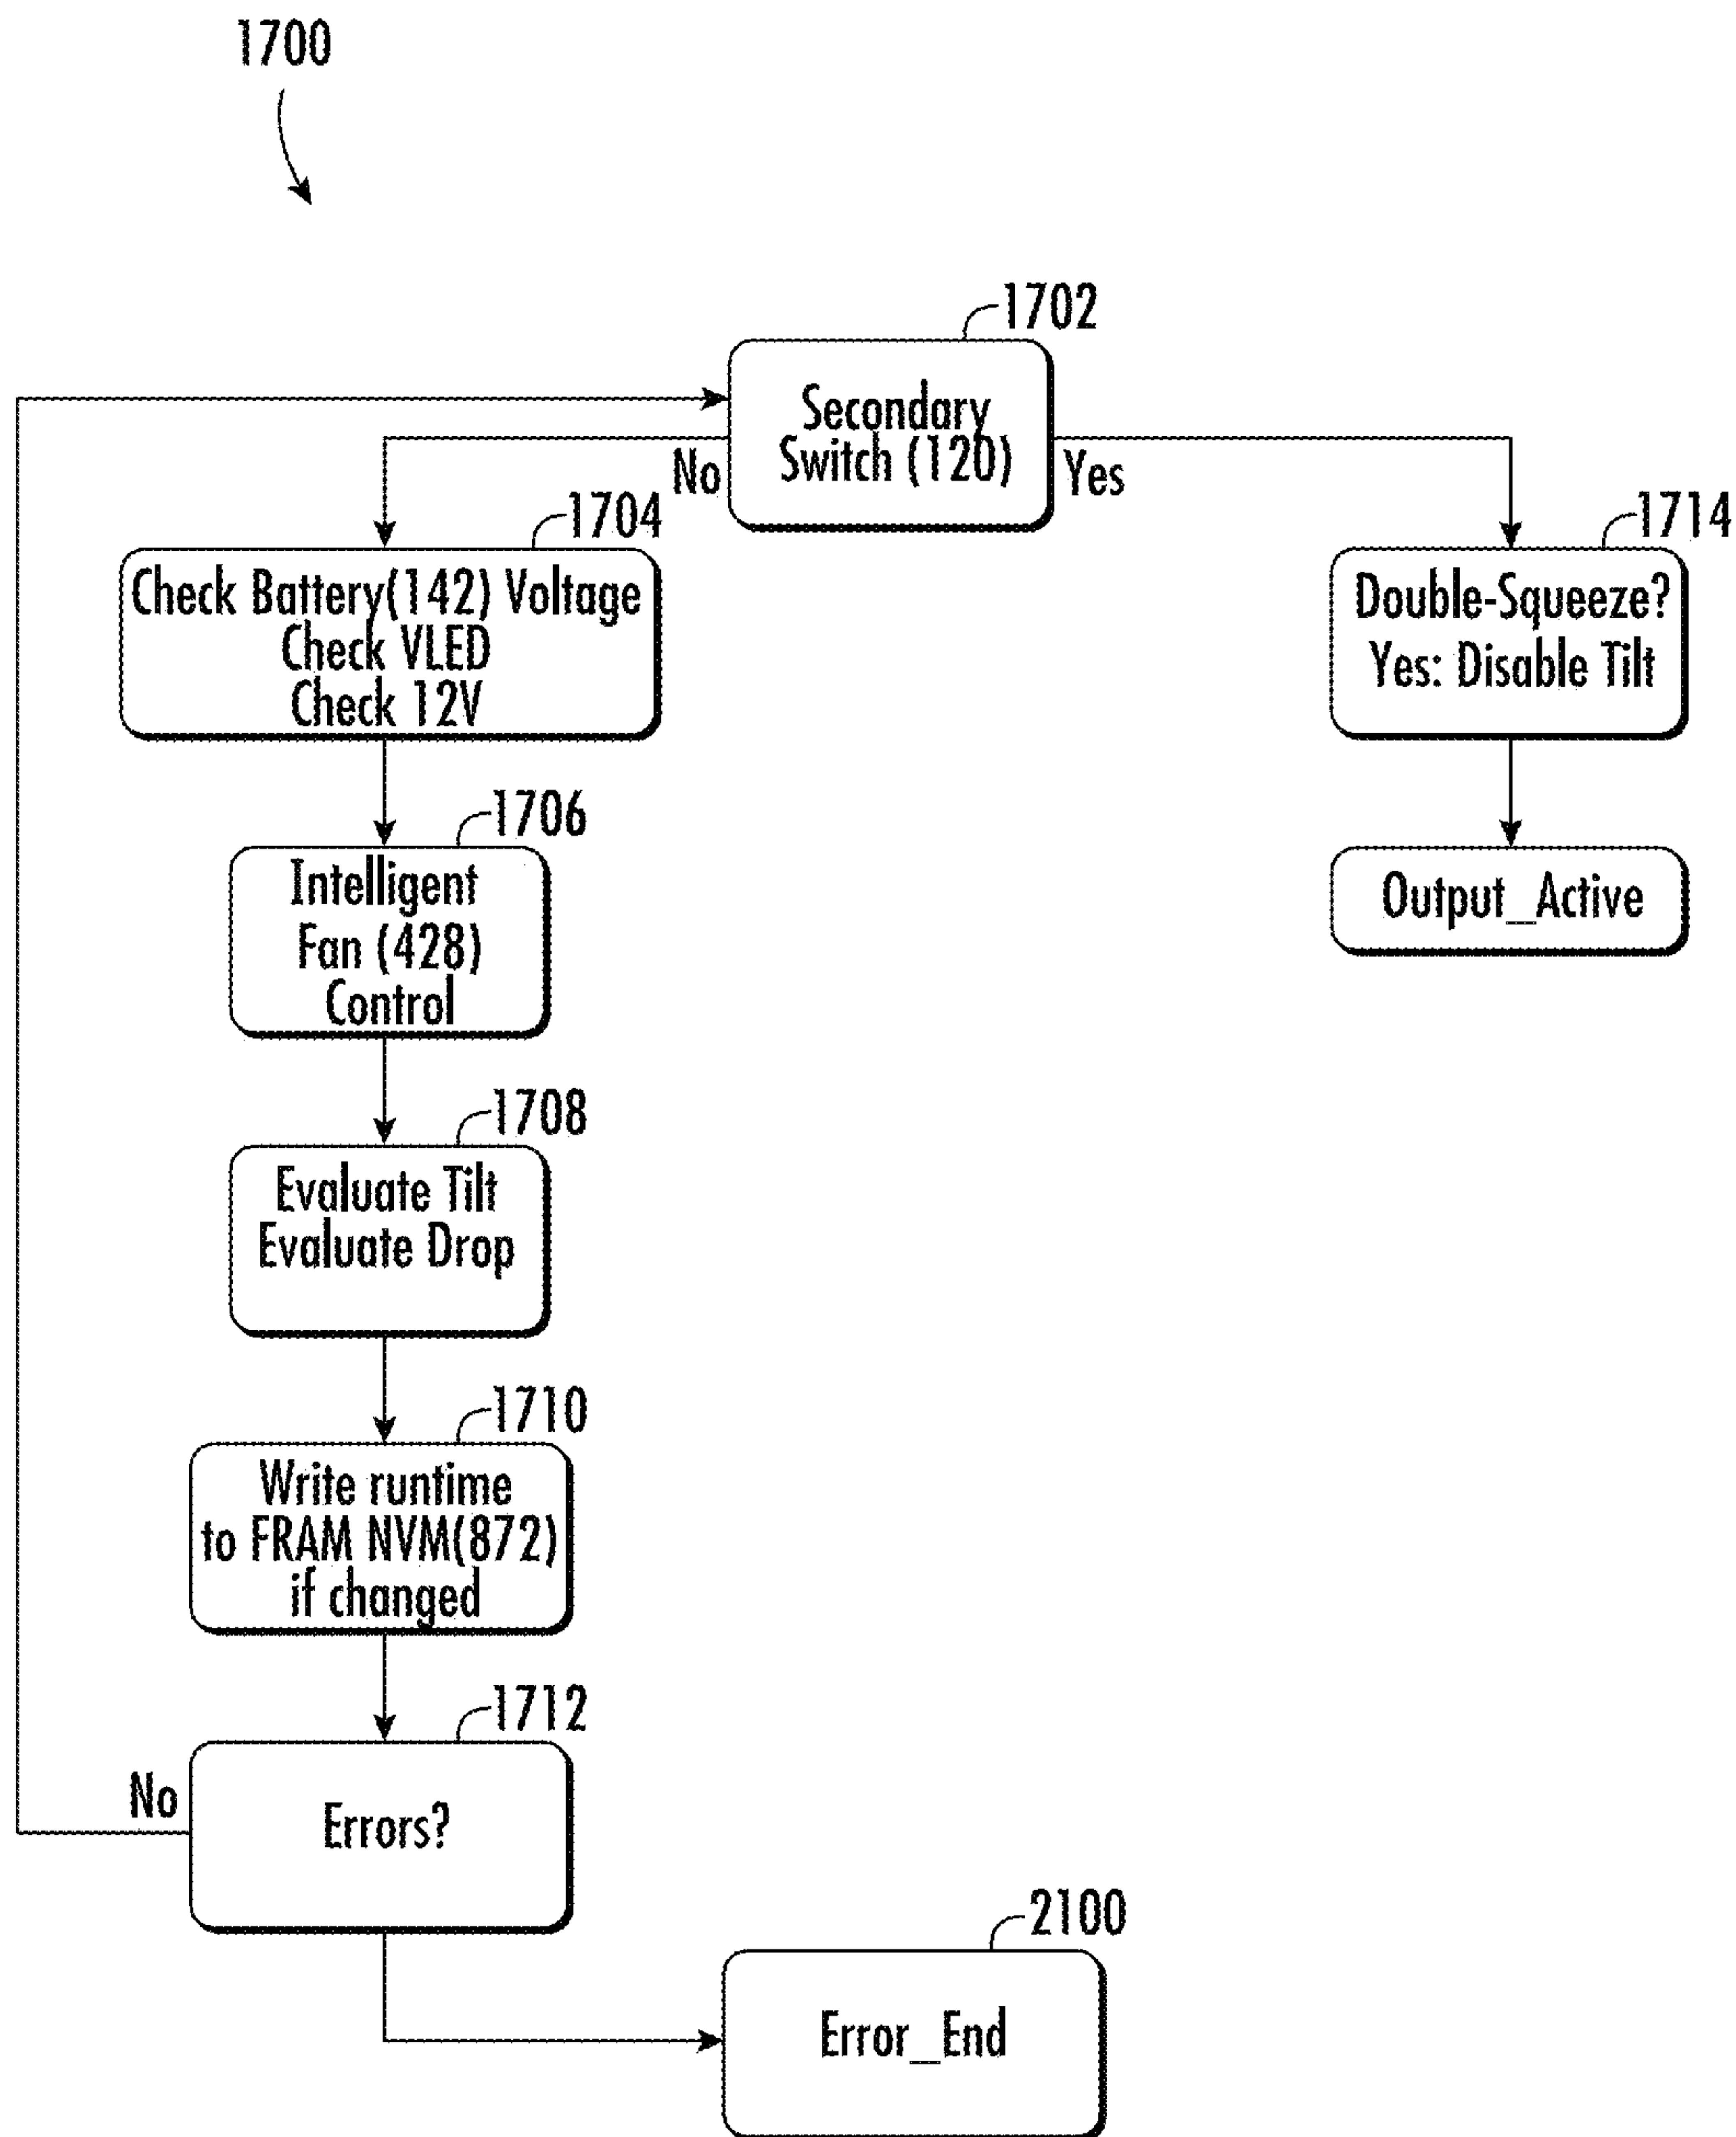 1700
1702
Secondary
Switch (120)
No
Yes
1704
Check Battery(142) Voltage
Check VLED
Check 12V
1714
Double-Squeeze?
Yes: Disable Tilt
1706
Intelligent
Fan (428)
Control
Output_Active
1708
Evaluate Tilt
Evaluate Drop
1710
Write runtime
to FRAM NVM(872)
if changed
1712
No
Errors?
2100
Error_End